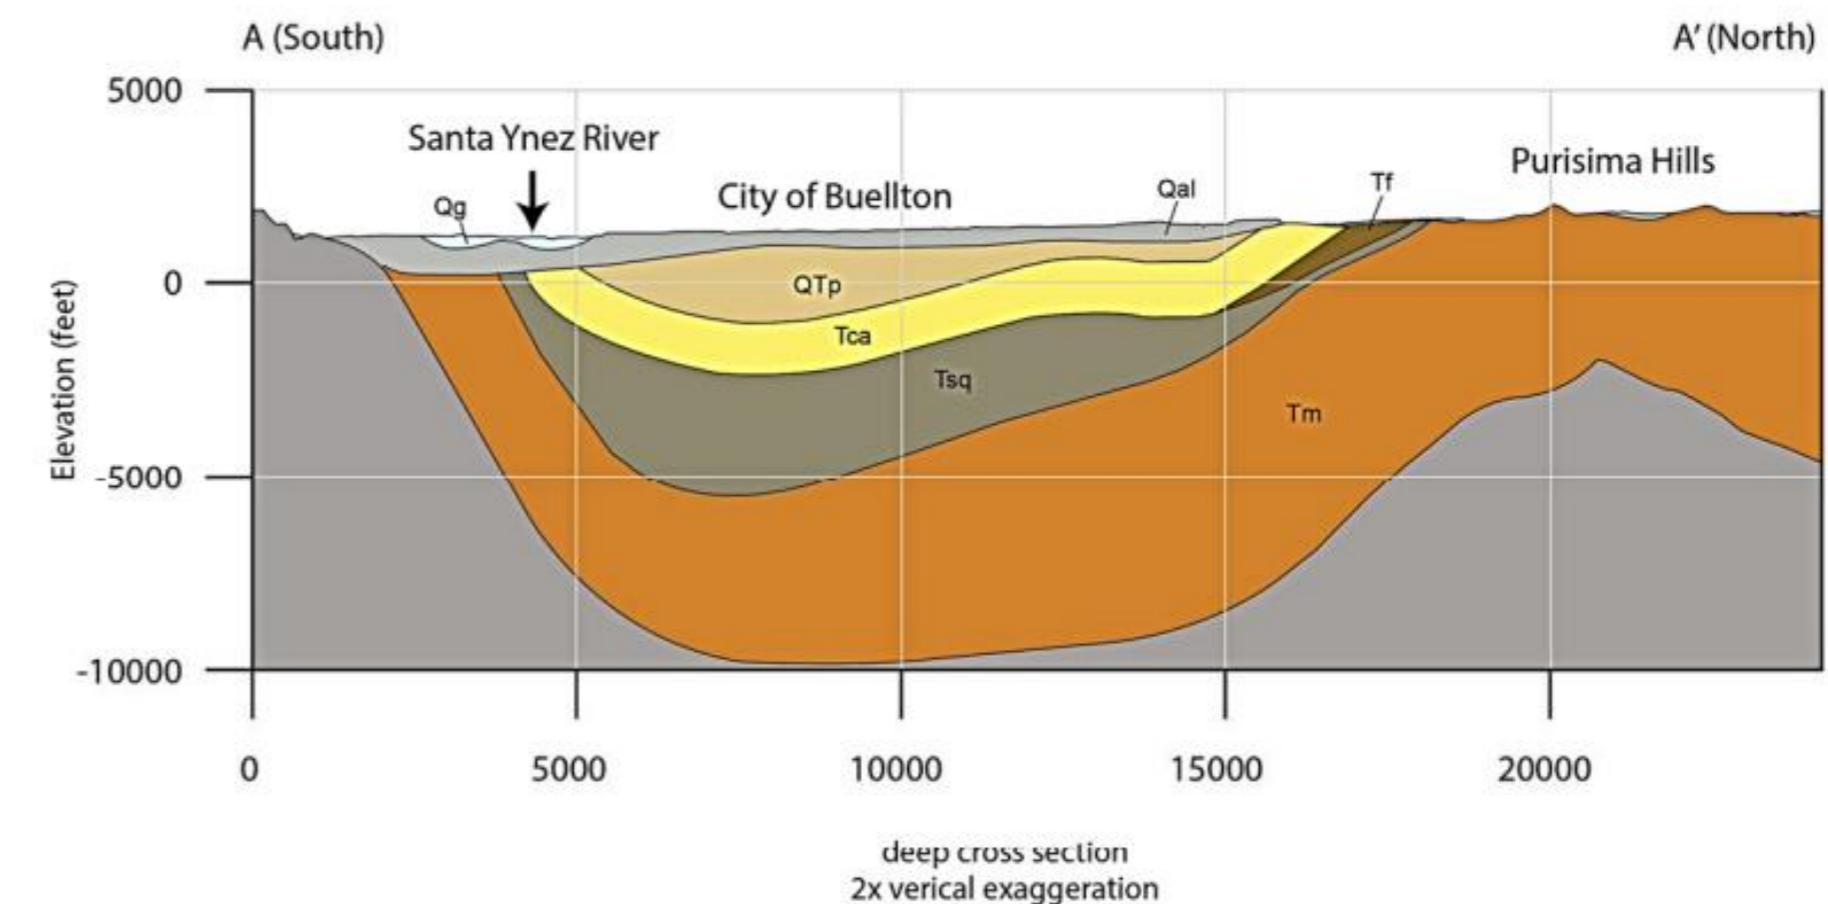 A (South)
A’ (North)
5000
Santa Ynez River
Purisima Hills
City of Buellton
Qal
Tf
Qg
0
QTp
Tca
Tsq
Tm
Elevation (feet)
-5000
-10000
0
5000
10000
15000
20000
deep cross section
2x verical exaggeration